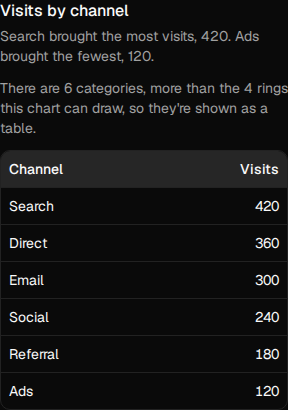 Visits by channel
Search brought the most visits, 420. Ads
brought the fewest, 120.
There are 6 categories, more than the 4 rings
this chart can draw, so they're shown as a
table.
Channel Visits
Search 420
Direct 360
Email 300
Social 240
Referral 180
Ads 120